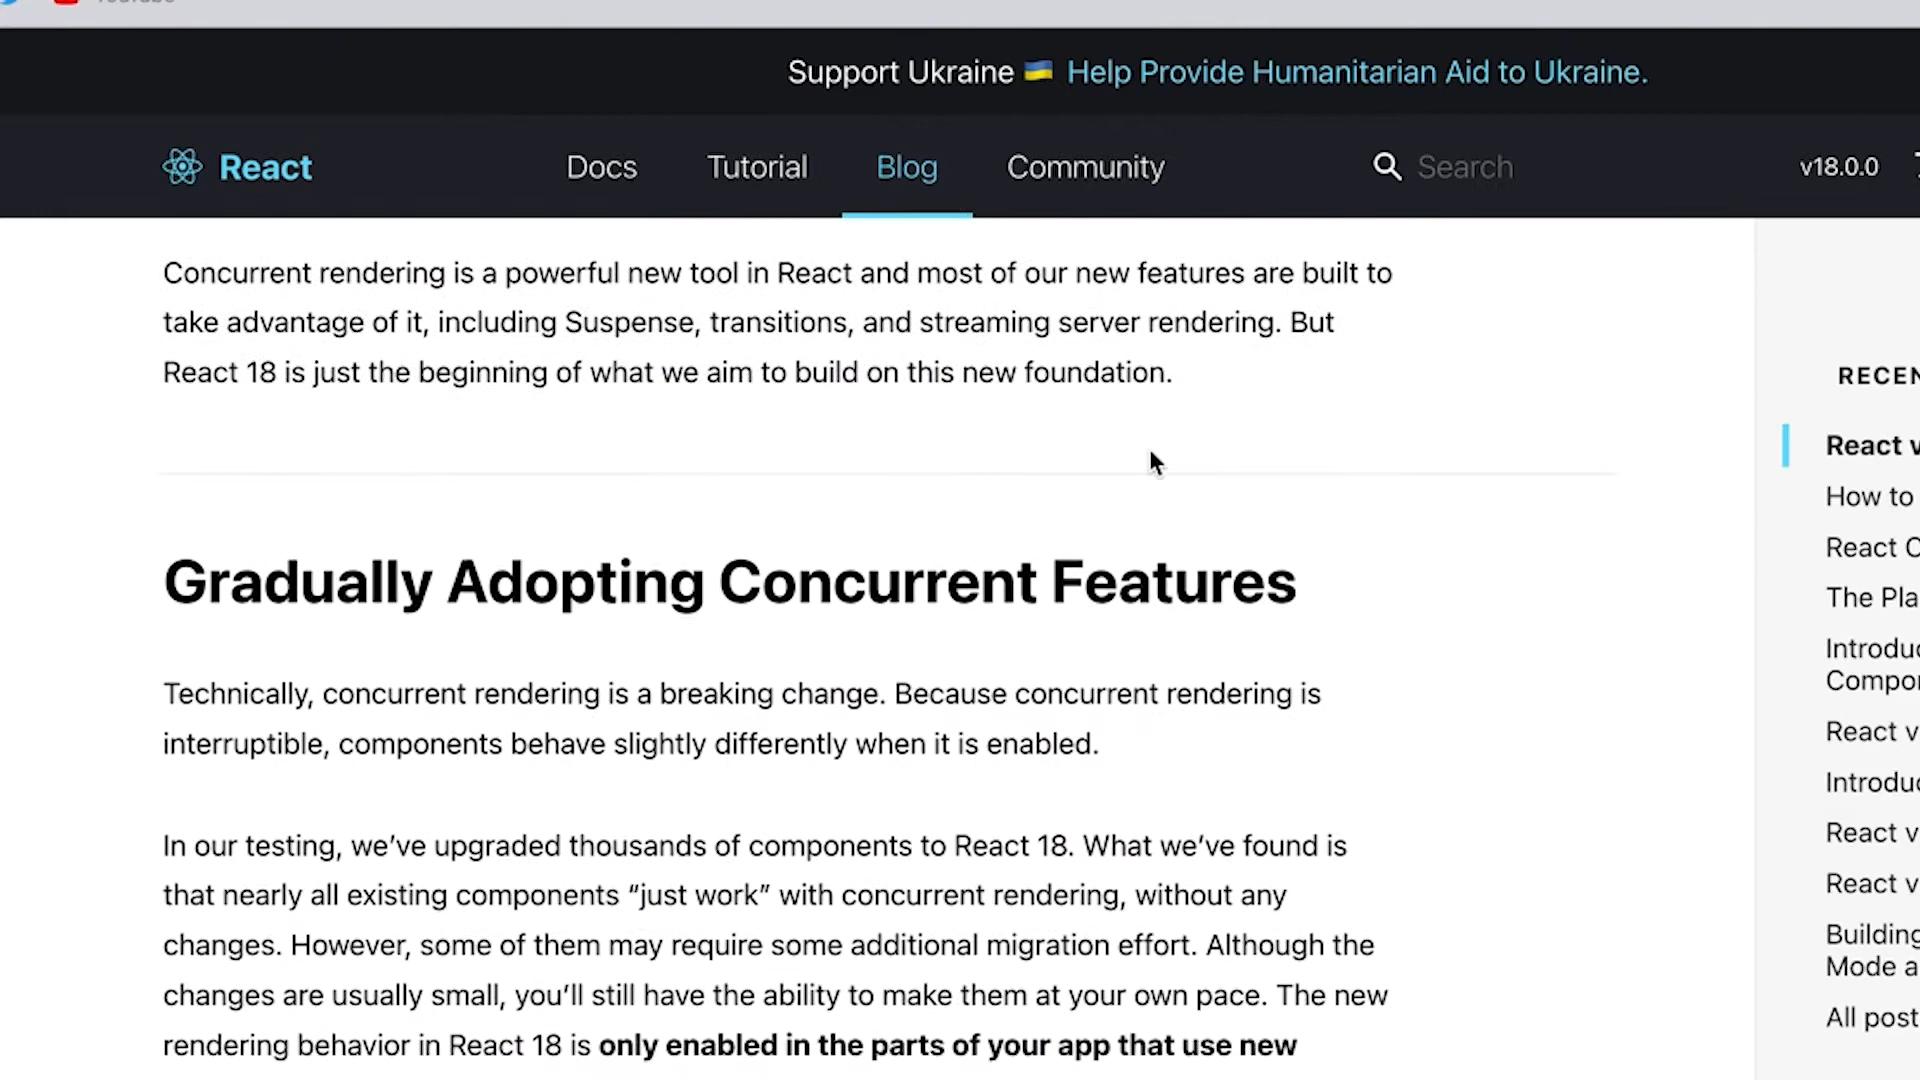 Support Ukraine 🇺🇦 Help Provide Humanitarian Aid to Ukraine.
React Docs Tutorial Blog Community Search v18.0.0
Concurrent rendering is a powerful new tool in React and most of our new features are built to
take advantage of it, including Suspense, transitions, and streaming server rendering. But
React 18 is just the beginning of what we aim to build on this new foundation.
Gradually Adopting Concurrent Features
Technically, concurrent rendering is a breaking change. Because concurrent rendering is
interruptible, components behave slightly differently when it is enabled.
In our testing, we’ve upgraded thousands of components to React 18. What we’ve found is
that nearly all existing components “just work” with concurrent rendering, without any
changes. However, some of them may require some additional migration effort. Although the
changes are usually small, you’ll still have the ability to make them at your own pace. The new
rendering behavior in React 18 is only enabled in the parts of your app that use new
RECEN
React v
How to
React C
The Pla
Introduc
Compor
React v
Introduc
React v
React v
Building
Mode a
All post